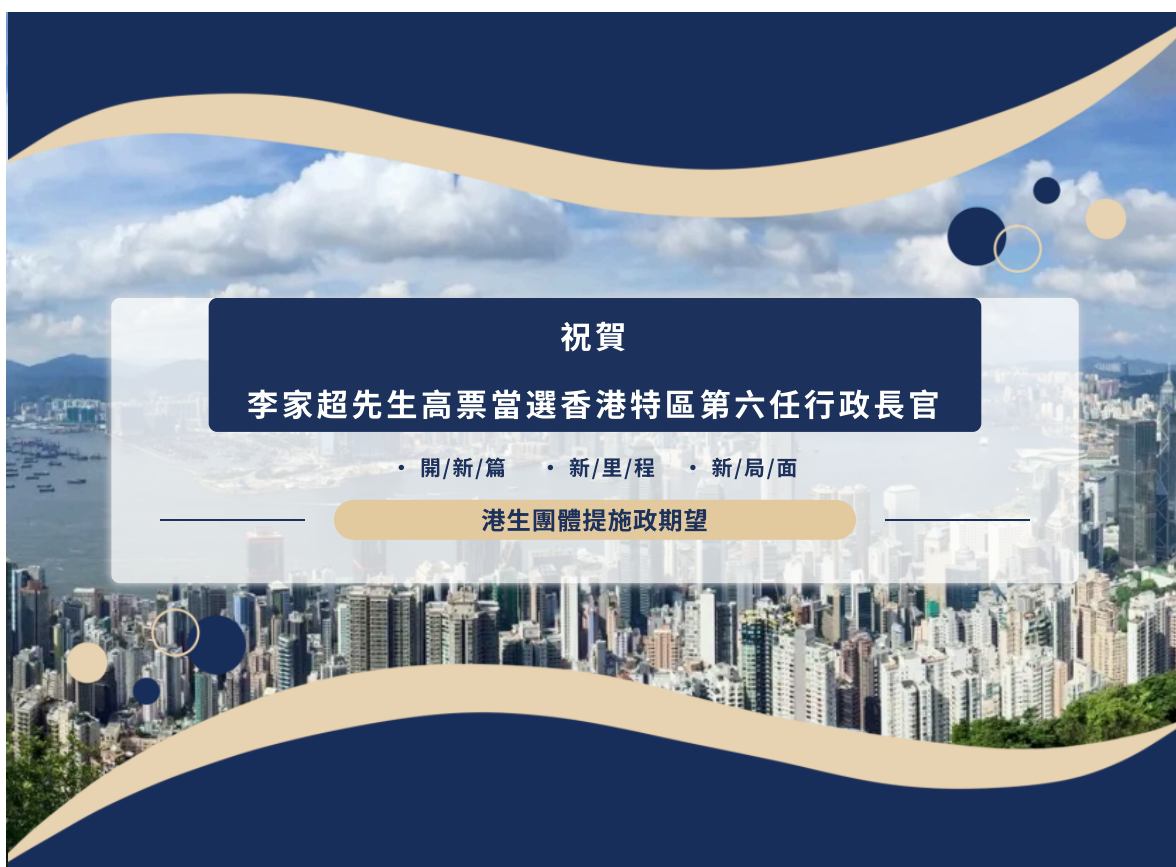 祝賀
李家超先生高票當選香港特區第六任行政長官
• 開/新/篇 • 新/里/程 • 新/局/面
港生團體提施政期望